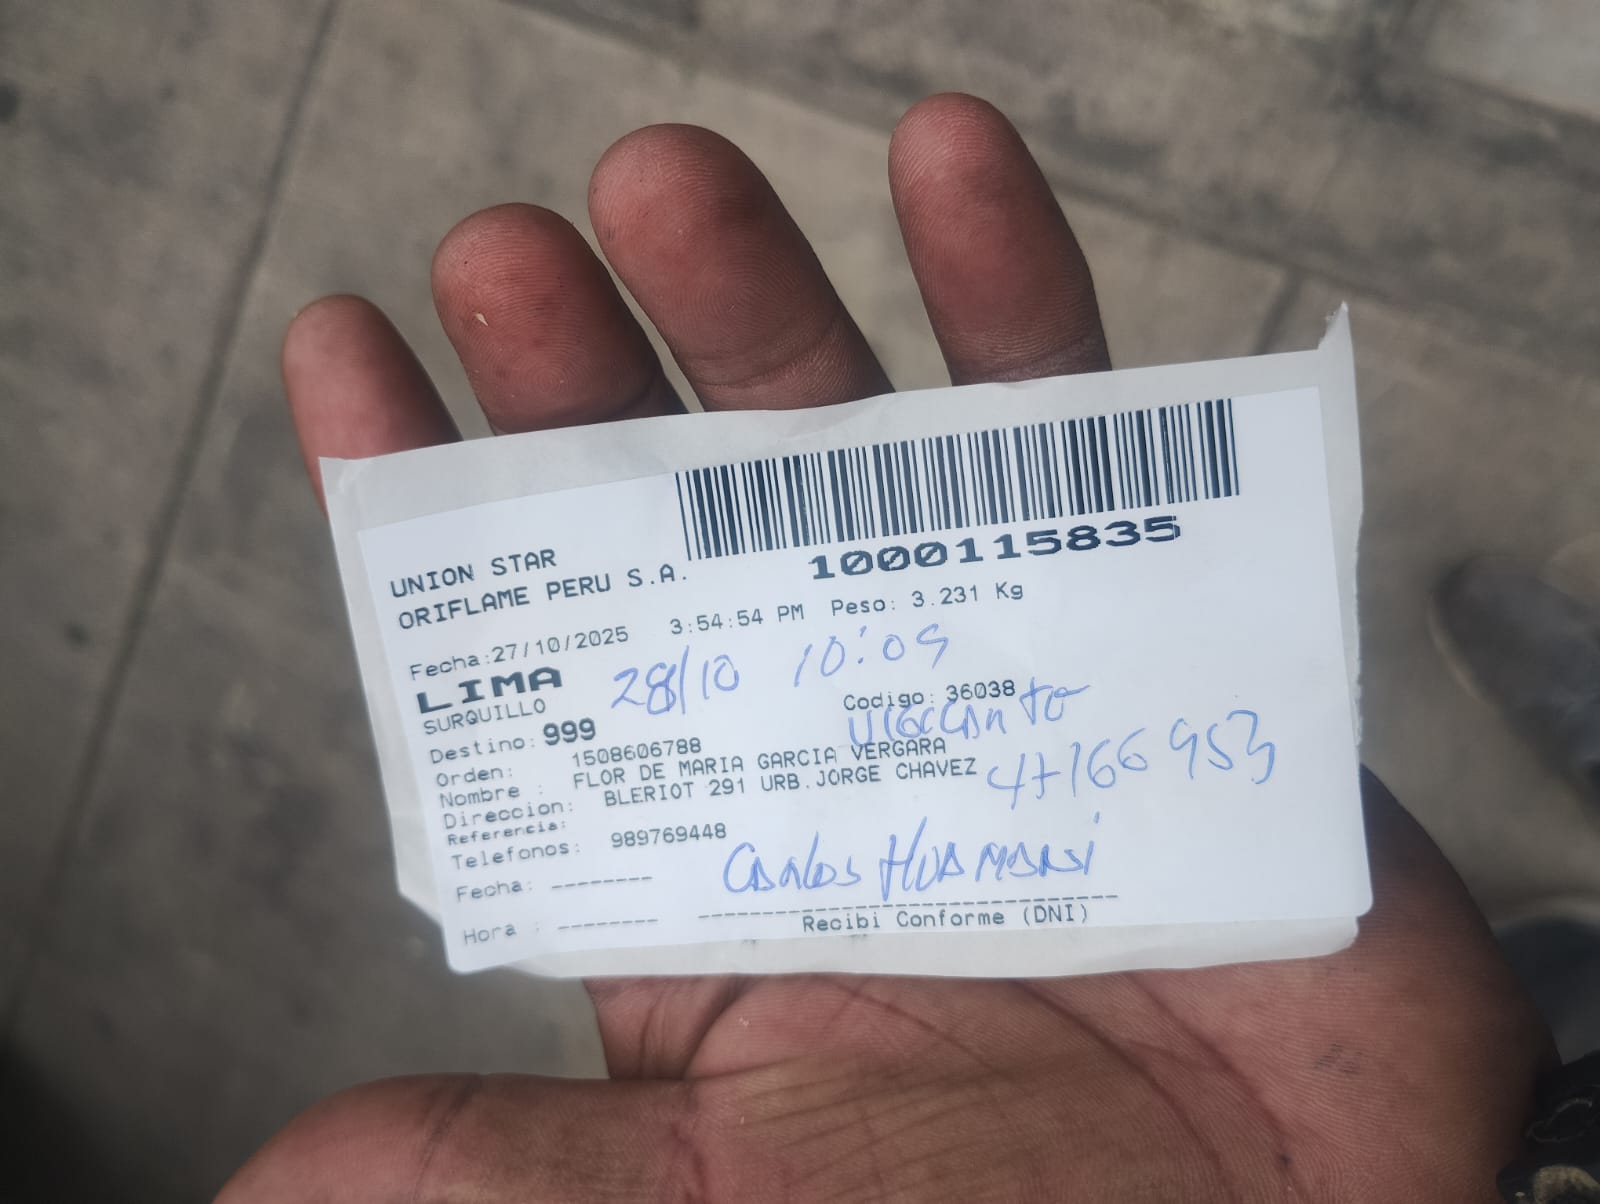 1000115835
UNION STAR
ORIFLAME PERU S.A.
Fecha:27/10/2025 3:54:54 PM Peso: 3.231 Kg
LIMA 28/10 10:09
SURQUILLO Codigo: 36038
Destino: 999
Orden: 1508606788
Nombre : FLOR DE MARIA GARCIA VERGARA
Direccion: BLERIOT 291 URB.JORGE CHAVEZ
47166953
Referencia:
Telefonos: 989769448
Carlos HUAMANI
Fecha: --------
Hora : --------
Recibi Conforme (DNI)